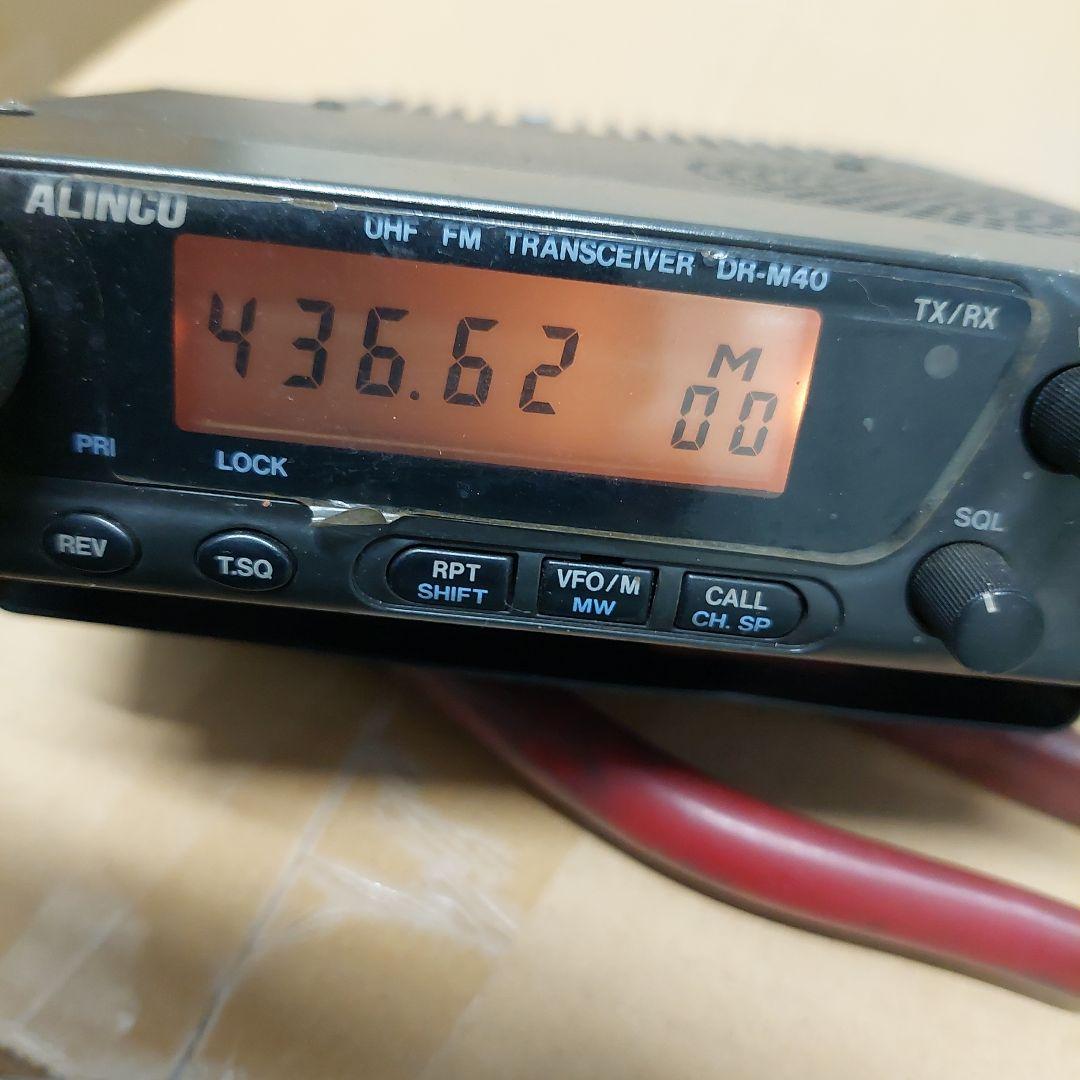 ALINCO
UHF FM TRANSCEIVER DR-M40
TX/RX
436.62
M
00
PRI
LOCK
SQL
REV
T.SQ
RPT
SHIFT
VFO/M
MW
CALL
CH. SP